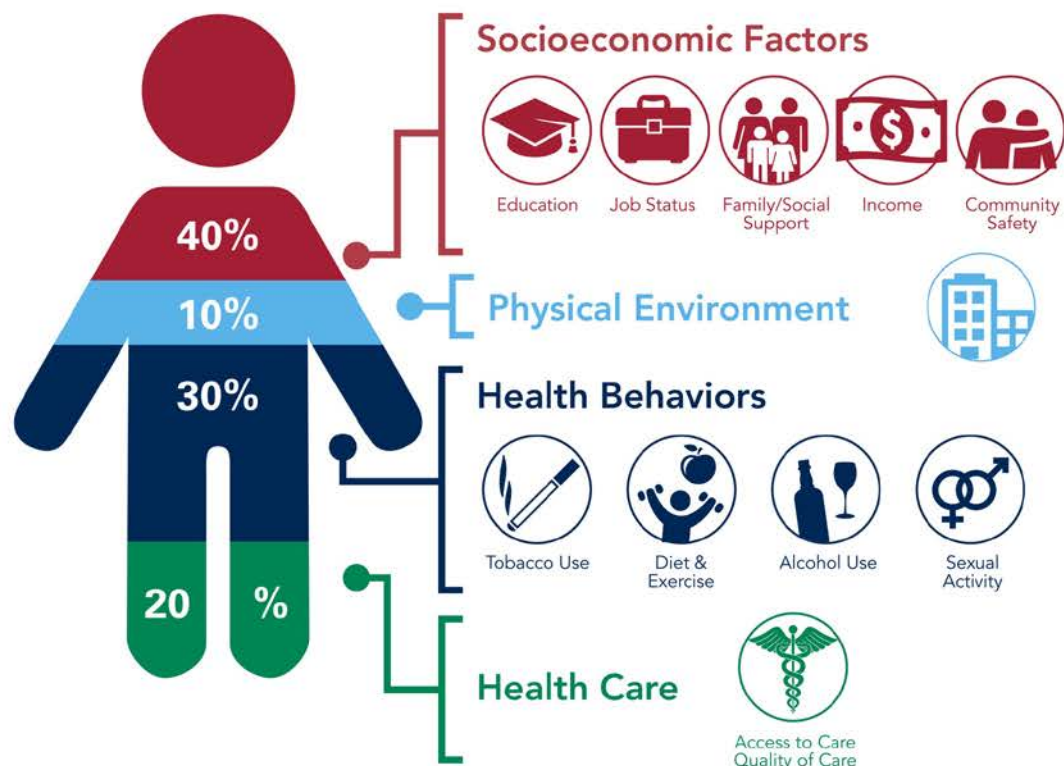 Socioeconomic Factors
Education
Job Status
Family/Social
Support
Income
Community
Safety
40%
10%
Physical Environment
30%
Health Behaviors
Tobacco Use
Diet &
Exercise
Alcohol Use
Sexual
Activity
20 %
Health Care
Access to Care
Quality of Care